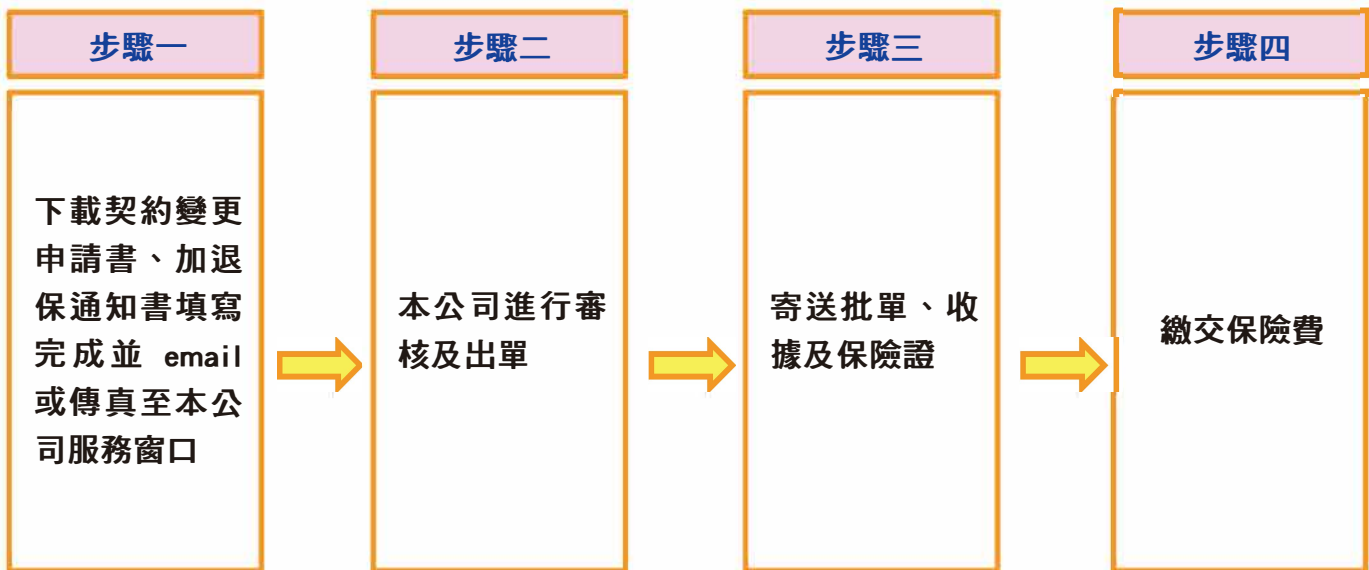 步驟一
下載契約變更
申請書、加退
保通知書填寫
完成並 email
或傳真至本公
司服務窗口
步驟二
本公司進行審
核及出單
步驟三
寄送批單、收
據及保險證
步驟四
繳交保險費